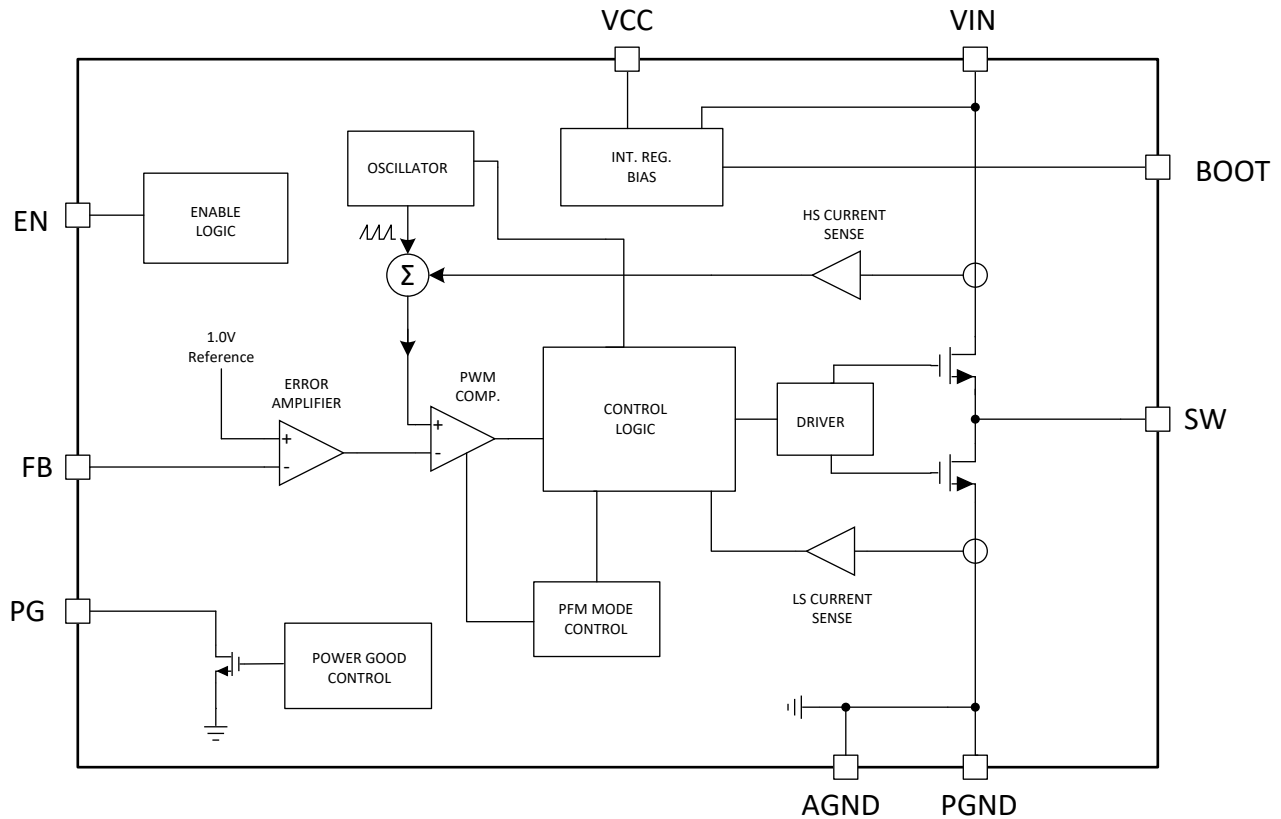 VCC
VIN
OSCILLATOR
INT. REG.
BIAS
BOOT
EN
ENABLE
LOGIC
HS CURRENT
SENSE
Σ
1.0V
Reference
ERROR
AMPLIFIER
PWM
COMP.
CONTROL
LOGIC
DRIVER
SW
+
-
+
-
FB
PG
PFM MODE
CONTROL
LS CURRENT
SENSE
POWER GOOD
CONTROL
AGND
PGND